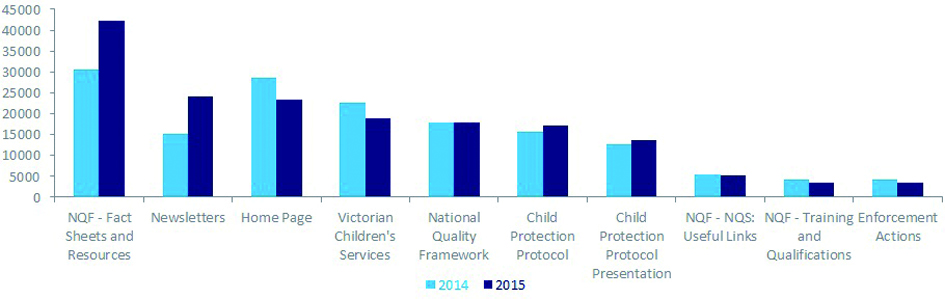 45000
40000
35000
30000
25000
20000
15000
10000
5000
0
NQF - Fact
Sheets and
Resources
Newsletters
Home Page
Victorian
Children's
Services
National
Quality
Framework
Child
Protection
Protocol
Child
Protection
Protocol
Presentation
NQF - NQS:
Useful Links
NQF - Training
and
Qualifications
Enforcement
Actions
2014
2015